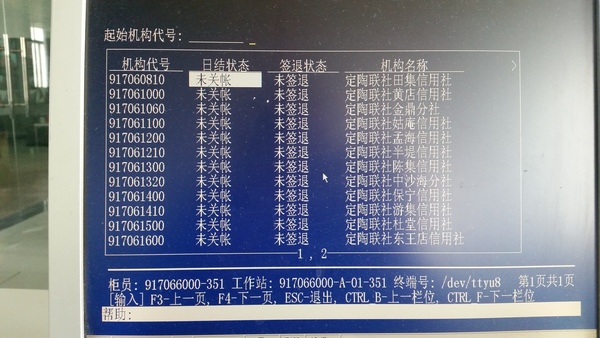 起始机构代号:
机构代号 日结状态 签退状态 机构名称
917060810 未关帐 未签退 定陶联社田集信用社
917061000 未关帐 未签退 定陶联社黄店信用社
917061060 未关帐 未签退 定陶联社金鼎分社
917061100 未关帐 未签退 定陶联社姑庵信用社
917061200 未关帐 未签退 定陶联社孟海信用社
917061210 未关帐 未签退 定陶联社半堤信用社
917061300 未关帐 未签退 定陶联社陈集信用社
917061320 未关帐 未签退 定陶联社中沙海分社
917061400 未关帐 未签退 定陶联社保宁信用社
917061410 未关帐 未签退 定陶联社游集信用社
917061500 未关帐 未签退 定陶联社杜堂信用社
917061600 未关帐 未签退 定陶联社东王店信用社
1, 2
柜员: 917066000-351 工作站: 917066000-A-01-351 终端号: /dev/ttyu8 第1页共1页
[输入] F3-上一页, F4-下一页, ESC-退出, CTRL B-上一栏位, CTRL F-下一栏位
帮助: